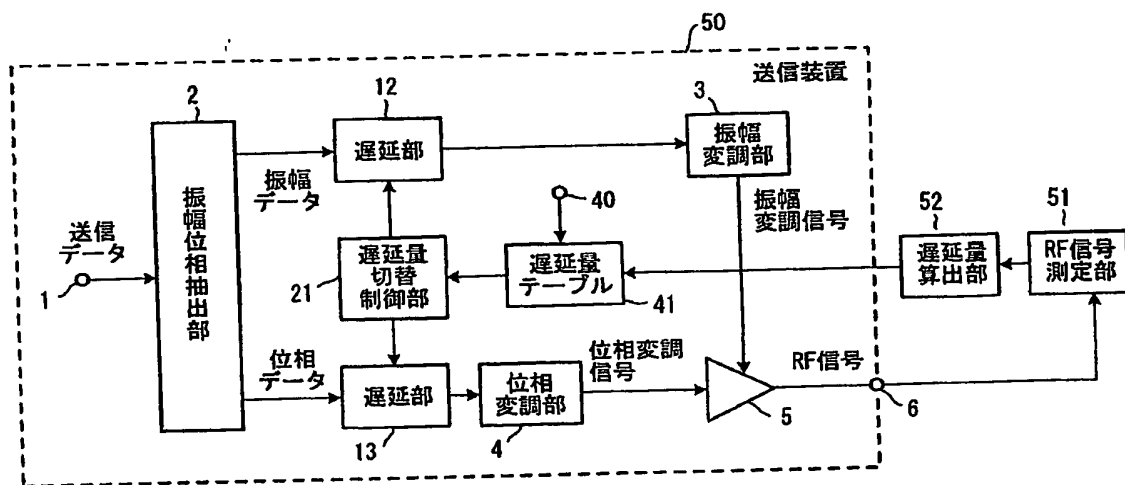 50
送信装置
2
振幅位相抽出部
12
遅延部
3
振幅
変調部
振幅
データ
送信
データ
1
40
振幅
変調信号
52
遅延量
算出部
51
RF信号
測定部
遅延量
切替
制御部
21
遅延量
テーブル
41
位相
データ
遅延部
13
位相
変調部
4
位相変調
信号
5
RF信号
6